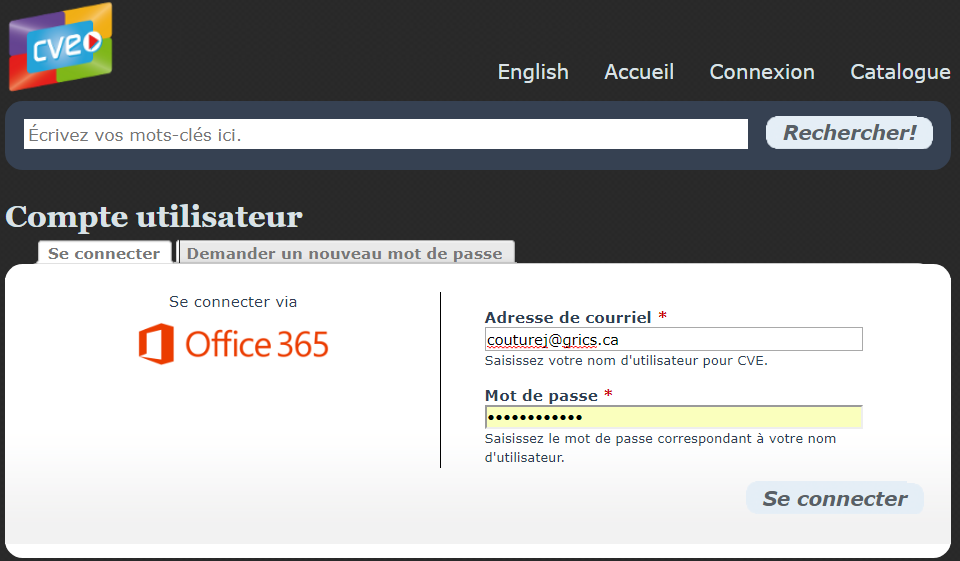 cve
English Accueil Connexion Catalogue
Écrivez vos mots-clés ici.
Rechercher!
Compte utilisateur
Se connecter
Demander un nouveau mot de passe
Se connecter via
Office 365
Adresse de courriel *
couturej@grics.ca
Saisissez votre nom d'utilisateur pour CVE.
Mot de passe *
••••••••••••
Saisissez le mot de passe correspondant à votre nom
d'utilisateur.
Se connecter